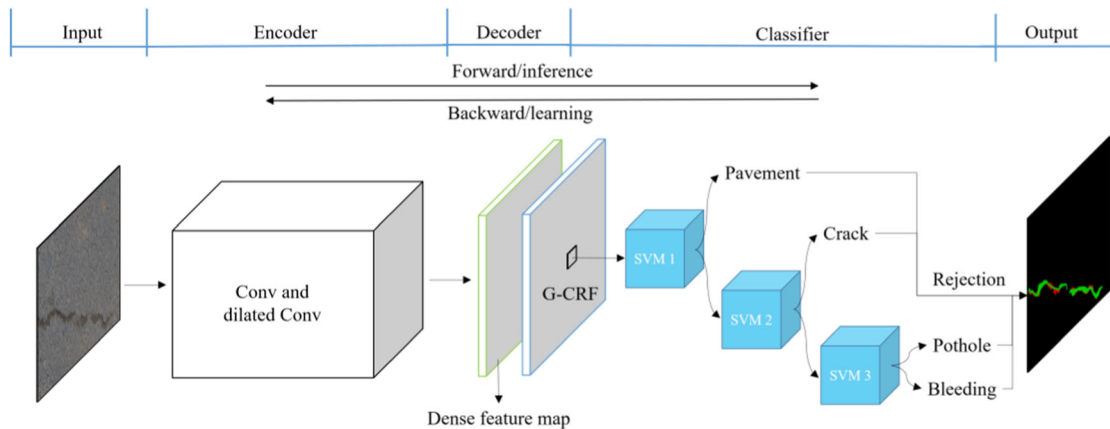 Input
Encoder
Decoder
Classifier
Output
Forward/inference
Backward/learning
Conv and
dilated Conv
Dense feature map
G-CRF
SVM 1
Pavement
SVM 2
Crack
SVM 3
Rejection
Pothole
Bleeding